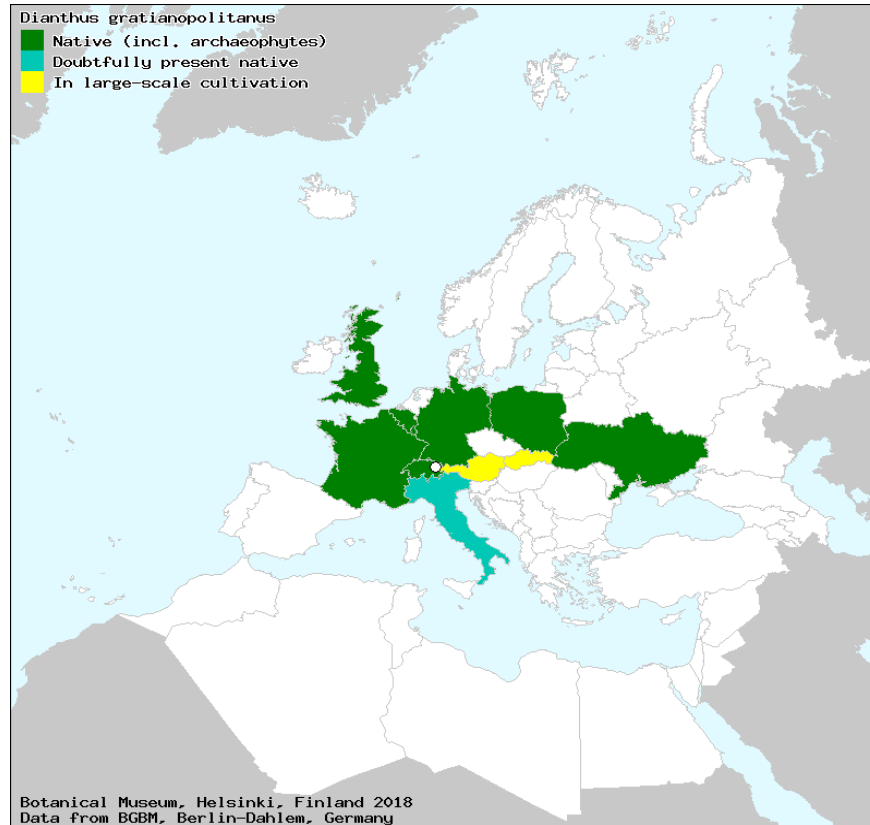 Dianthus gratianopolitanus
Native (incl. archaeophytes)
Doubtfully present native
In large-scale cultivation
Botanical Museum, Helsinki, Finland 2018
Data from BGBM, Berlin-Dahlem, Germany